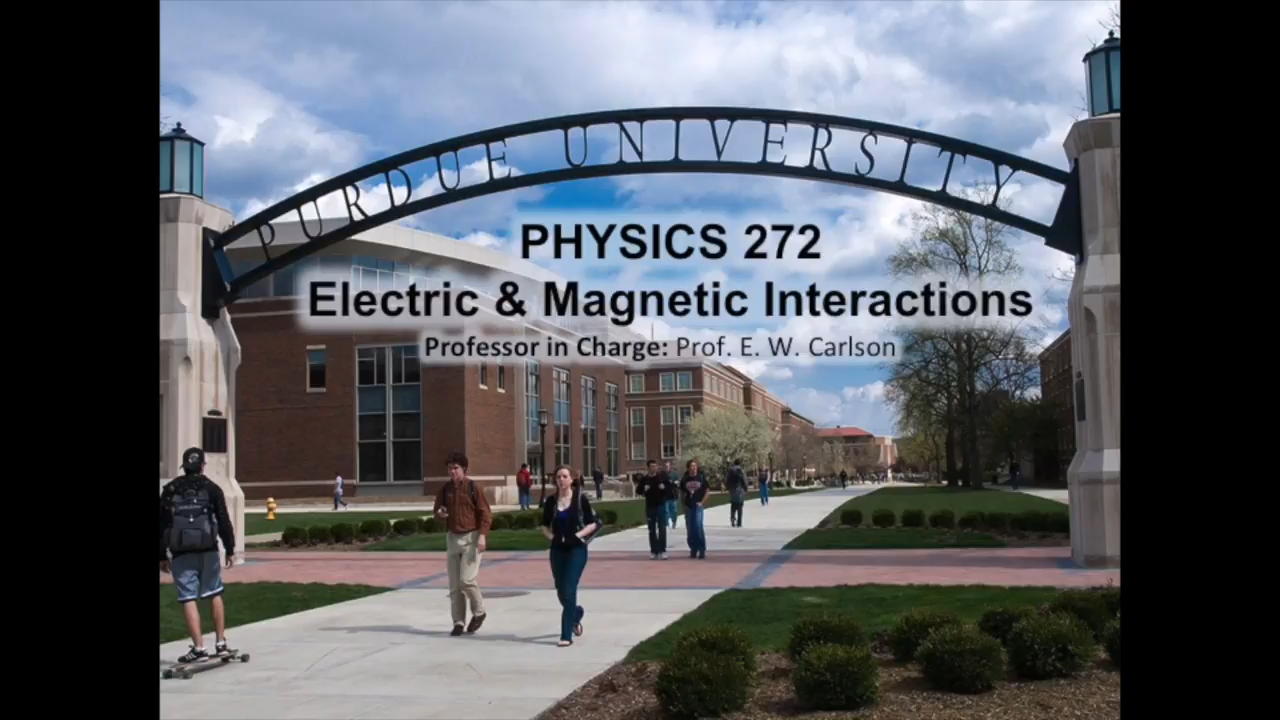 PURDUE UNIVERSITY
PHYSICS 272
Electric & Magnetic Interactions
Professor in Charge: Prof. E. W. Carlson